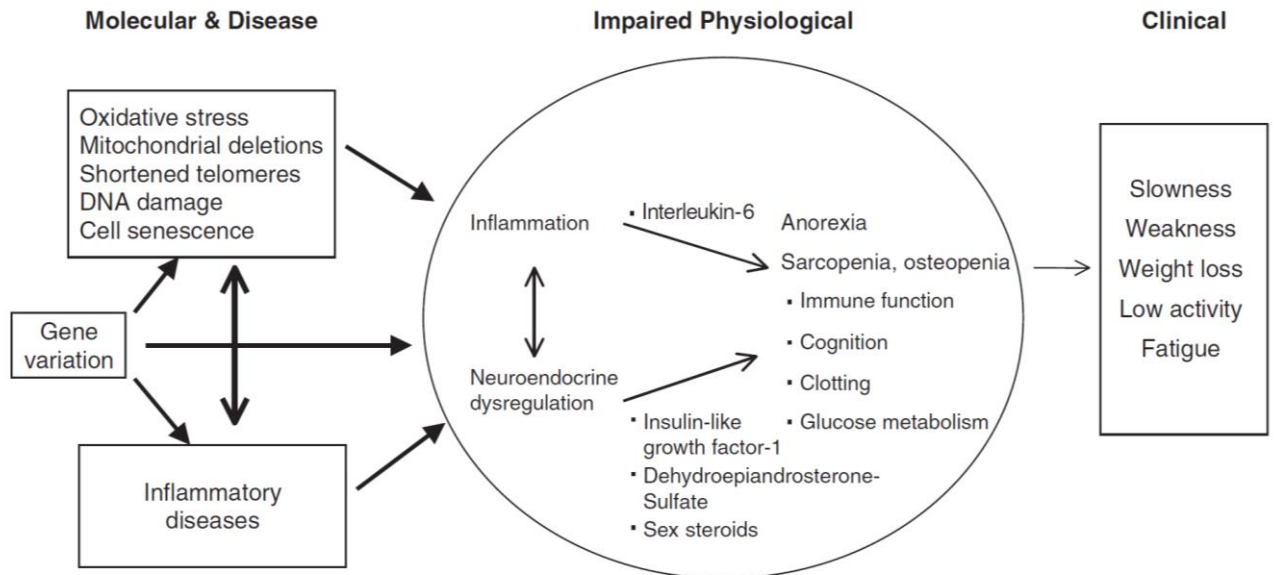 Molecular & Disease
Impaired Physiological
Clinical
Oxidative stress
Mitochondrial deletions
Shortened telomeres
DNA damage
Cell senescence
Gene
variation
Inflammatory
diseases
Inflammation
▪ Interleukin-6
Neuroendocrine
dysregulation
▪ Insulin-like
growth factor-1
▪ Dehydroepiandrosterone-
Sulfate
▪ Sex steroids
Anorexia
Sarcopenia, osteopenia
▪ Immune function
▪ Cognition
▪ Clotting
▪ Glucose metabolism
Slowness
Weakness
Weight loss
Low activity
Fatigue